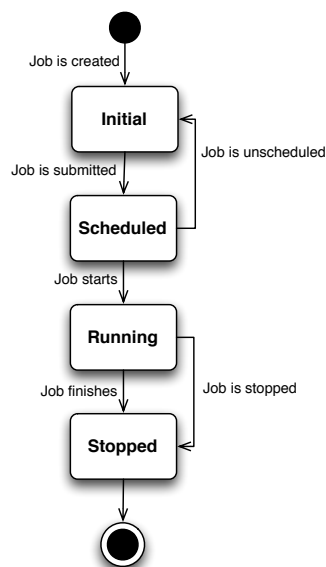 Job is created
Initial
Job is unscheduled
Job is submitted
Scheduled
Job starts
Running
Job is stopped
Job finishes
Stopped